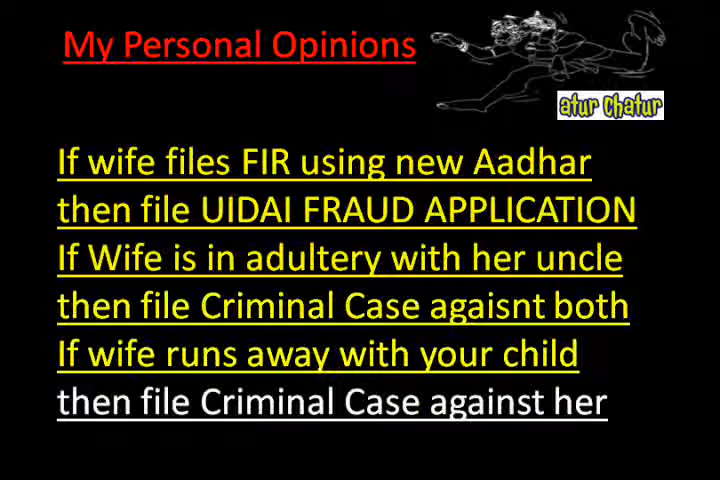 My Personal Opinions
atur chatur
If wife files FIR using new Aadhar
then file UIDAI FRAUD APPLICATION
If Wife is in adultery with her uncle
then file Criminal Case agaisnt both
If wife runs away with your child
then file Criminal Case against her